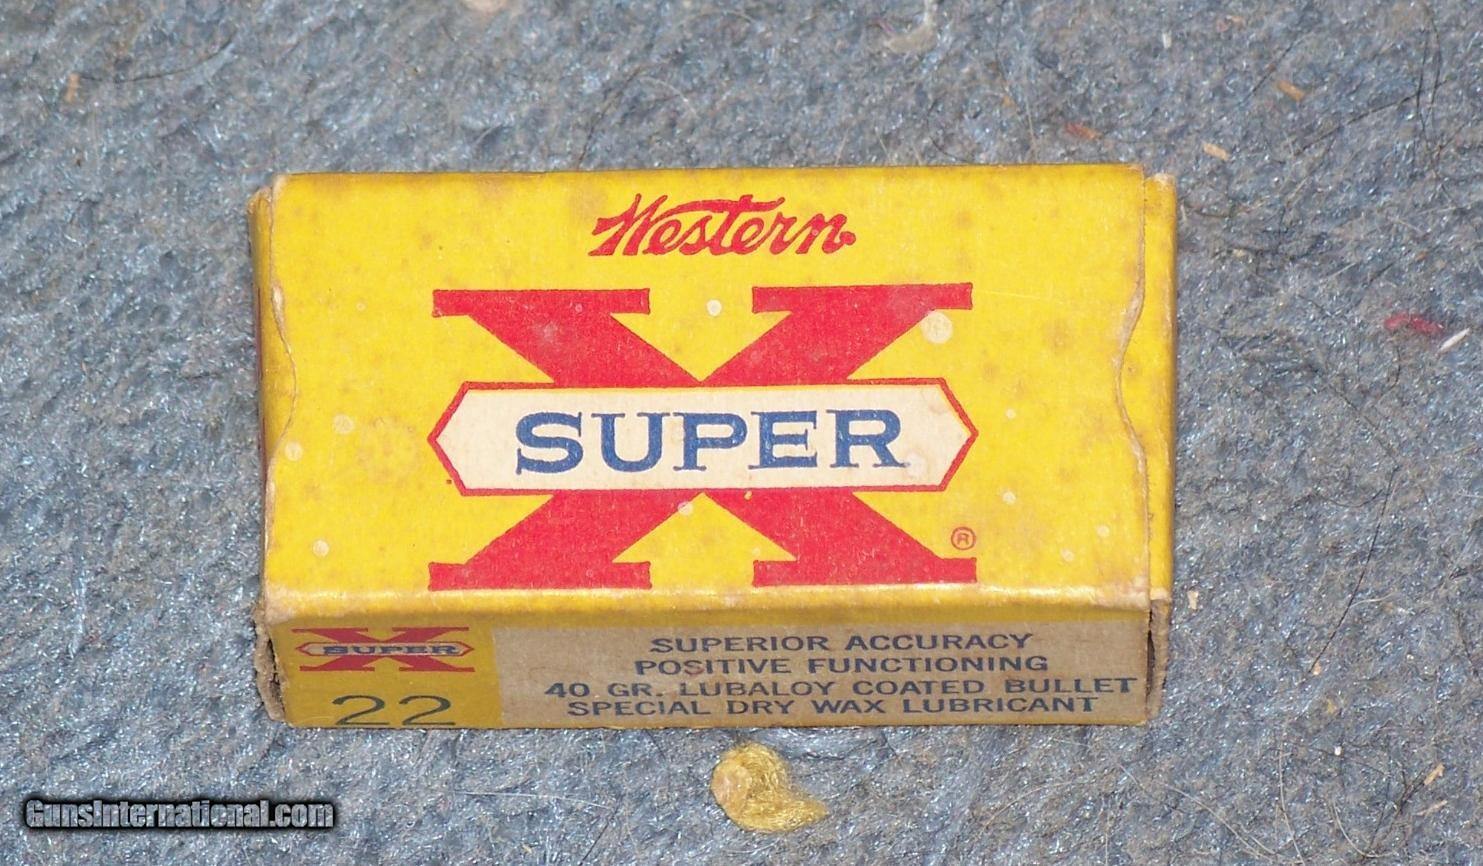 Western
SUPER
X
®
SUPER X
22
SUPERIOR ACCURACY
POSITIVE FUNCTIONING
40 GR. LUBALOY COATED BULLET
SPECIAL DRY WAX LUBRICANT
GunsInternational.com